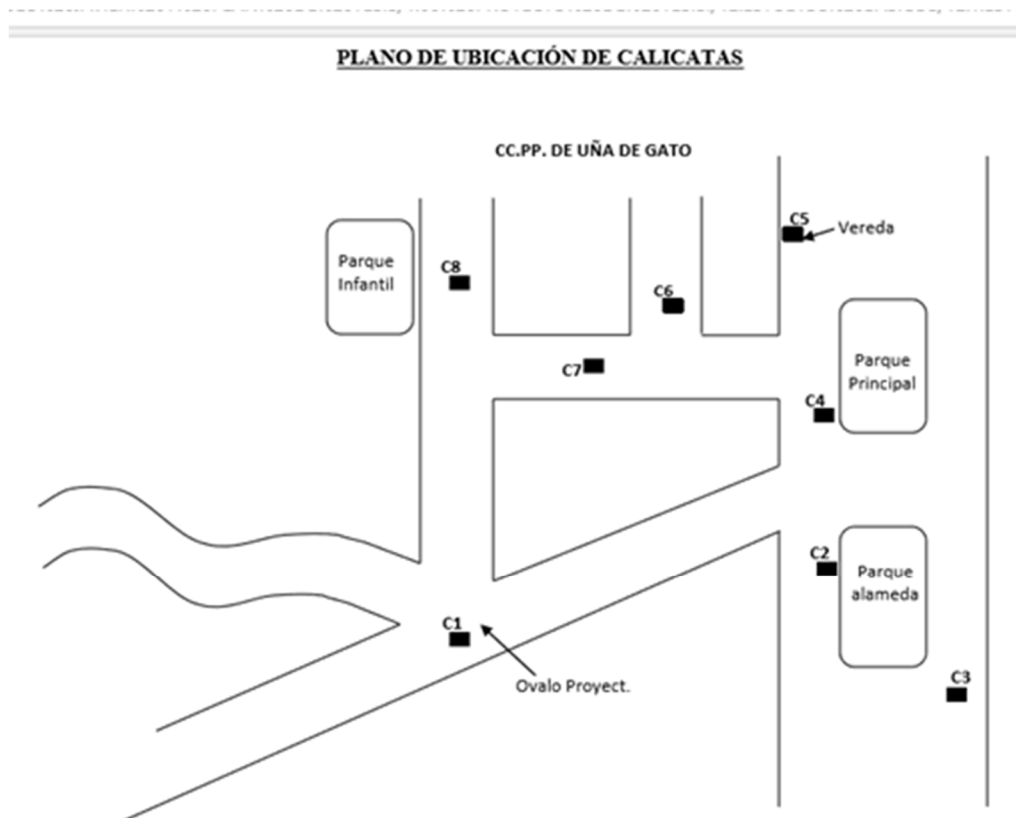 PLANO DE UBICACIÓN DE CALICATAS
CC.PP. DE UÑA DE GATO
C5
Vereda
Parque
Infantil
C8
C6
C7
Parque
Principal
C4
C2
Parque
alameda
C1
Ovalo Proyect.
C3